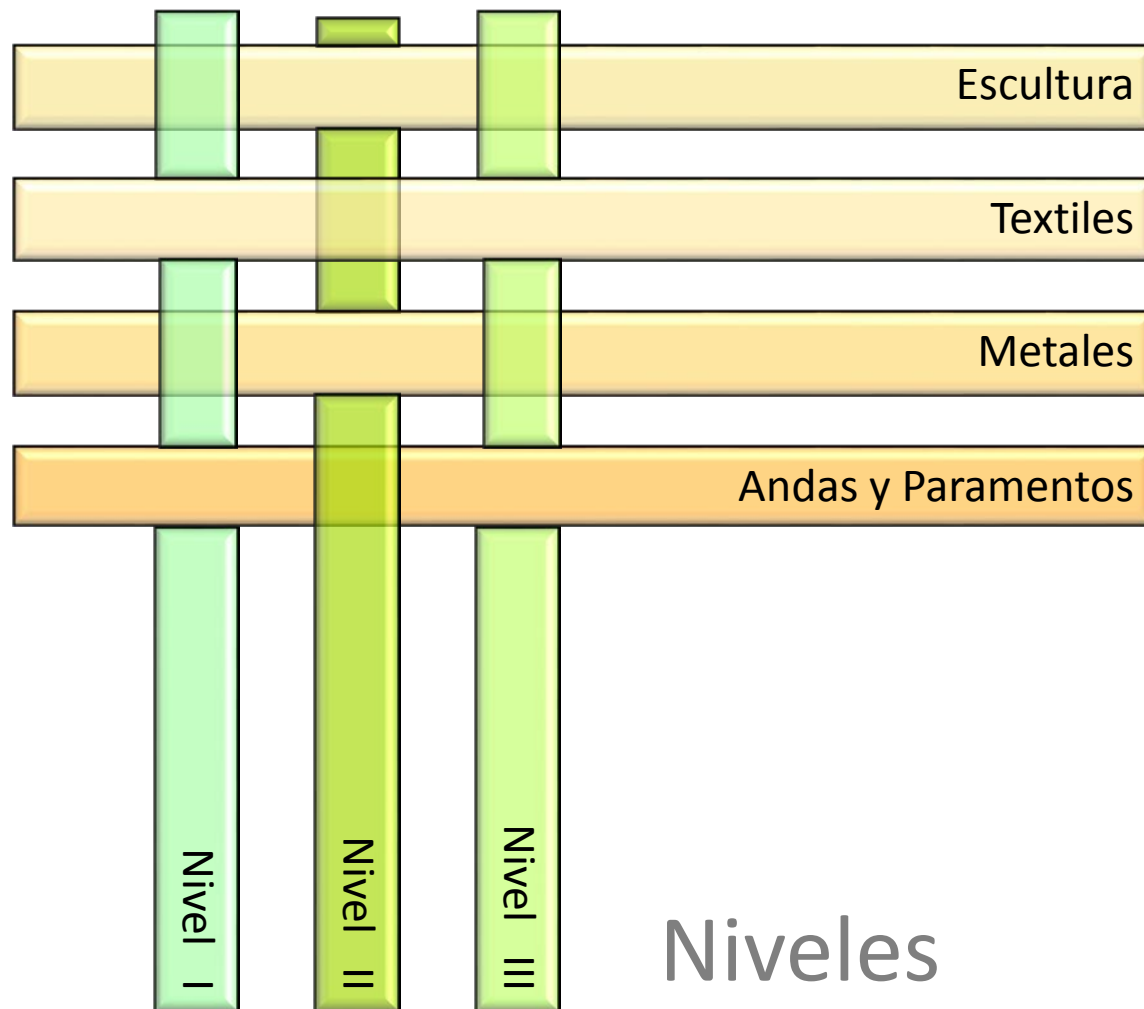 Escultura
Textiles
Metales
Andas y Paramentos
Nivel I
Nivel II
Nivel III
Niveles